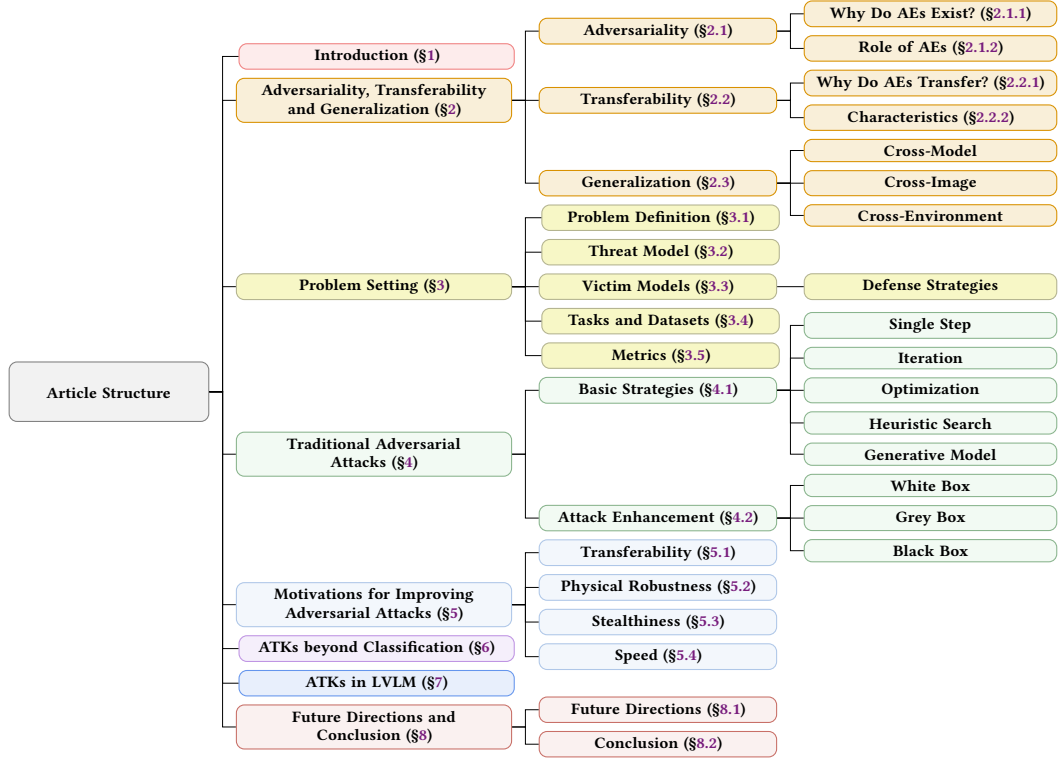 Article Structure
Introduction (§1)
Adversariality, Transferability
and Generalization (§2)
Adversariality (§2.1)
Why Do AEs Exist? (§2.1.1)
Role of AEs (§2.1.2)
Transferability (§2.2)
Why Do AEs Transfer? (§2.2.1)
Characteristics (§2.2.2)
Generalization (§2.3)
Cross-Model
Cross-Image
Cross-Environment
Problem Setting (§3)
Problem Definition (§3.1)
Threat Model (§3.2)
Victim Models (§3.3)
Defense Strategies
Tasks and Datasets (§3.4)
Metrics (§3.5)
Traditional Adversarial
Attacks (§4)
Basic Strategies (§4.1)
Single Step
Iteration
Optimization
Heuristic Search
Generative Model
Attack Enhancement (§4.2)
White Box
Grey Box
Black Box
Motivations for Improving
Adversarial Attacks (§5)
Transferability (§5.1)
Physical Robustness (§5.2)
Stealthiness (§5.3)
Speed (§5.4)
ATKs beyond Classification (§6)
ATKs in LVLM (§7)
Future Directions and
Conclusion (§8)
Future Directions (§8.1)
Conclusion (§8.2)